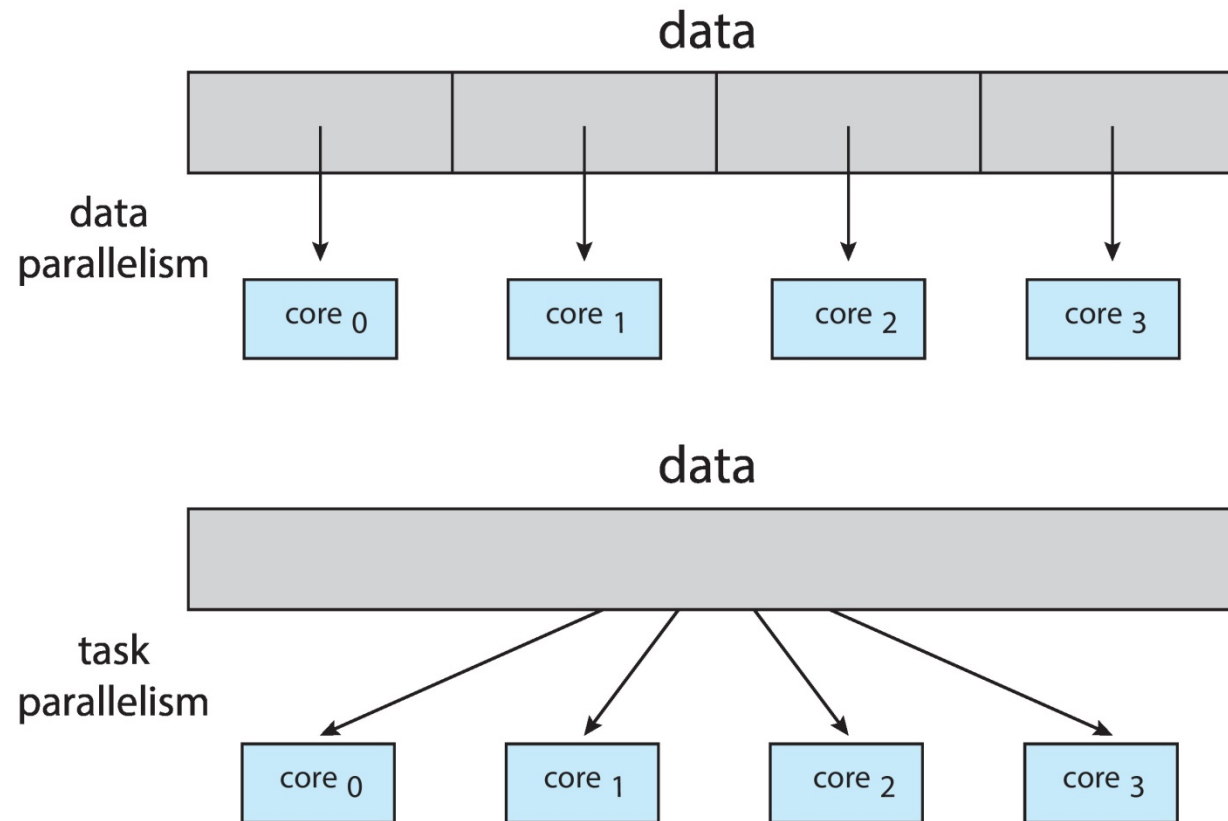 data
data
parallelism
core 0
core 1
core 2
core 3
data
task
parallelism
core 0
core 1
core 2
core 3